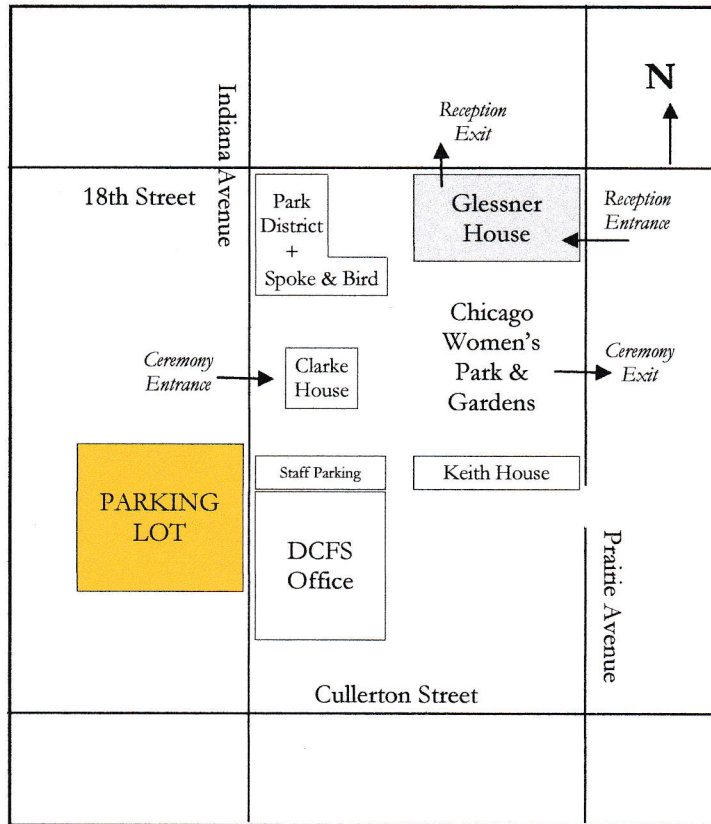 N
Indiana Avenue
Reception
Exit
18th Street
Park
District
+
Spoke & Bird
Glessner
House
Reception
Entrance
Chicago
Women's
Park &
Gardens
Ceremony
Entrance
Clarke
House
Ceremony
Exit
PARKING
LOT
Staff Parking
Keith House
DCFS
Office
Prairie Avenue
Cullerton Street